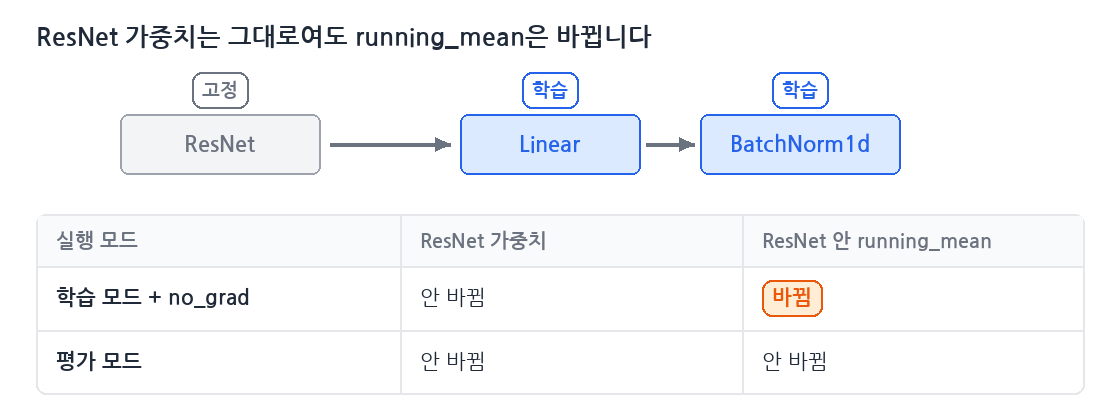 ResNet 가중치는 그대로여도 running_mean은 바뀝니다
고정 학습 학습
ResNet Linear BatchNorm1d
실행 모드 ResNet 가중치 ResNet 안 running_mean
학습 모드 + no_grad 안 바뀜 바뀜
평가 모드 안 바뀜 안 바뀜